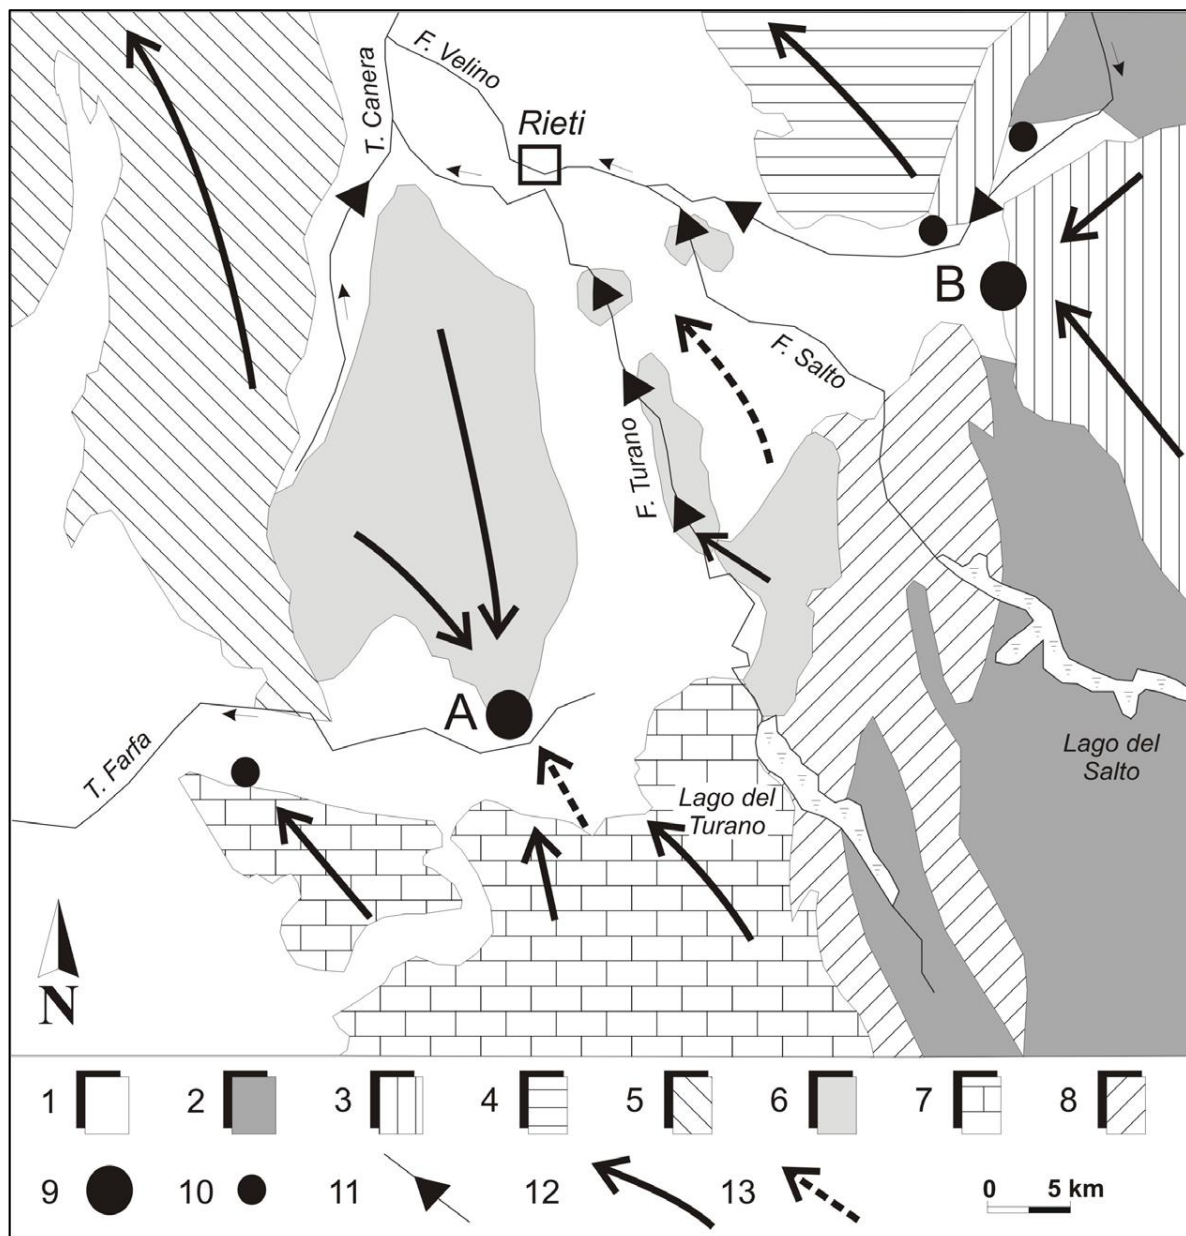 F. Velino
T. Canera
Rieti
B
F. Salto
F. Turano
A
T. Farfa
Lago del
Turano
Lago del
Salto
N
1 2 3 4 5 6 7 8
9 10 11 12 13 0 5 km